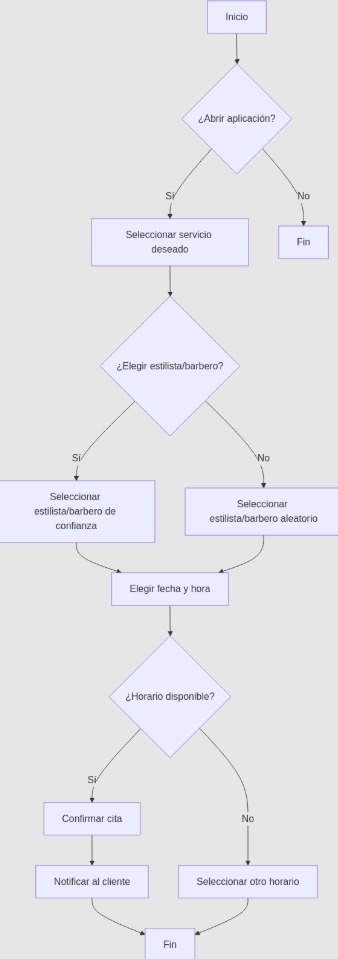 Inicio
¿Abrir aplicación?
Sí
No
Seleccionar servicio
deseado
Fin
¿Elegir estilista/barbero?
Sí
No
Seleccionar
estilista/barbero de
confianza
Seleccionar
estilista/barbero aleatorio
Elegir fecha y hora
¿Horario disponible?
Sí
No
Confirmar cita
Notificar al cliente
Seleccionar otro horario
Fin